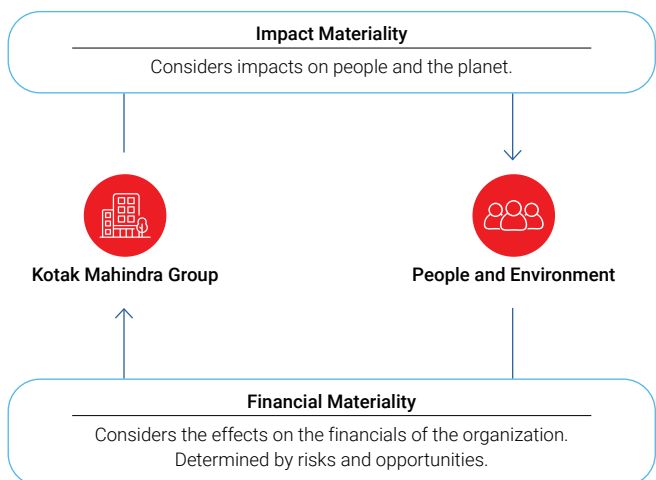 Impact Materiality
Considers impacts on people and the planet.
Kotak Mahindra Group
People and Environment
Financial Materiality
Considers the effects on the financials of the organization.
Determined by risks and opportunities.